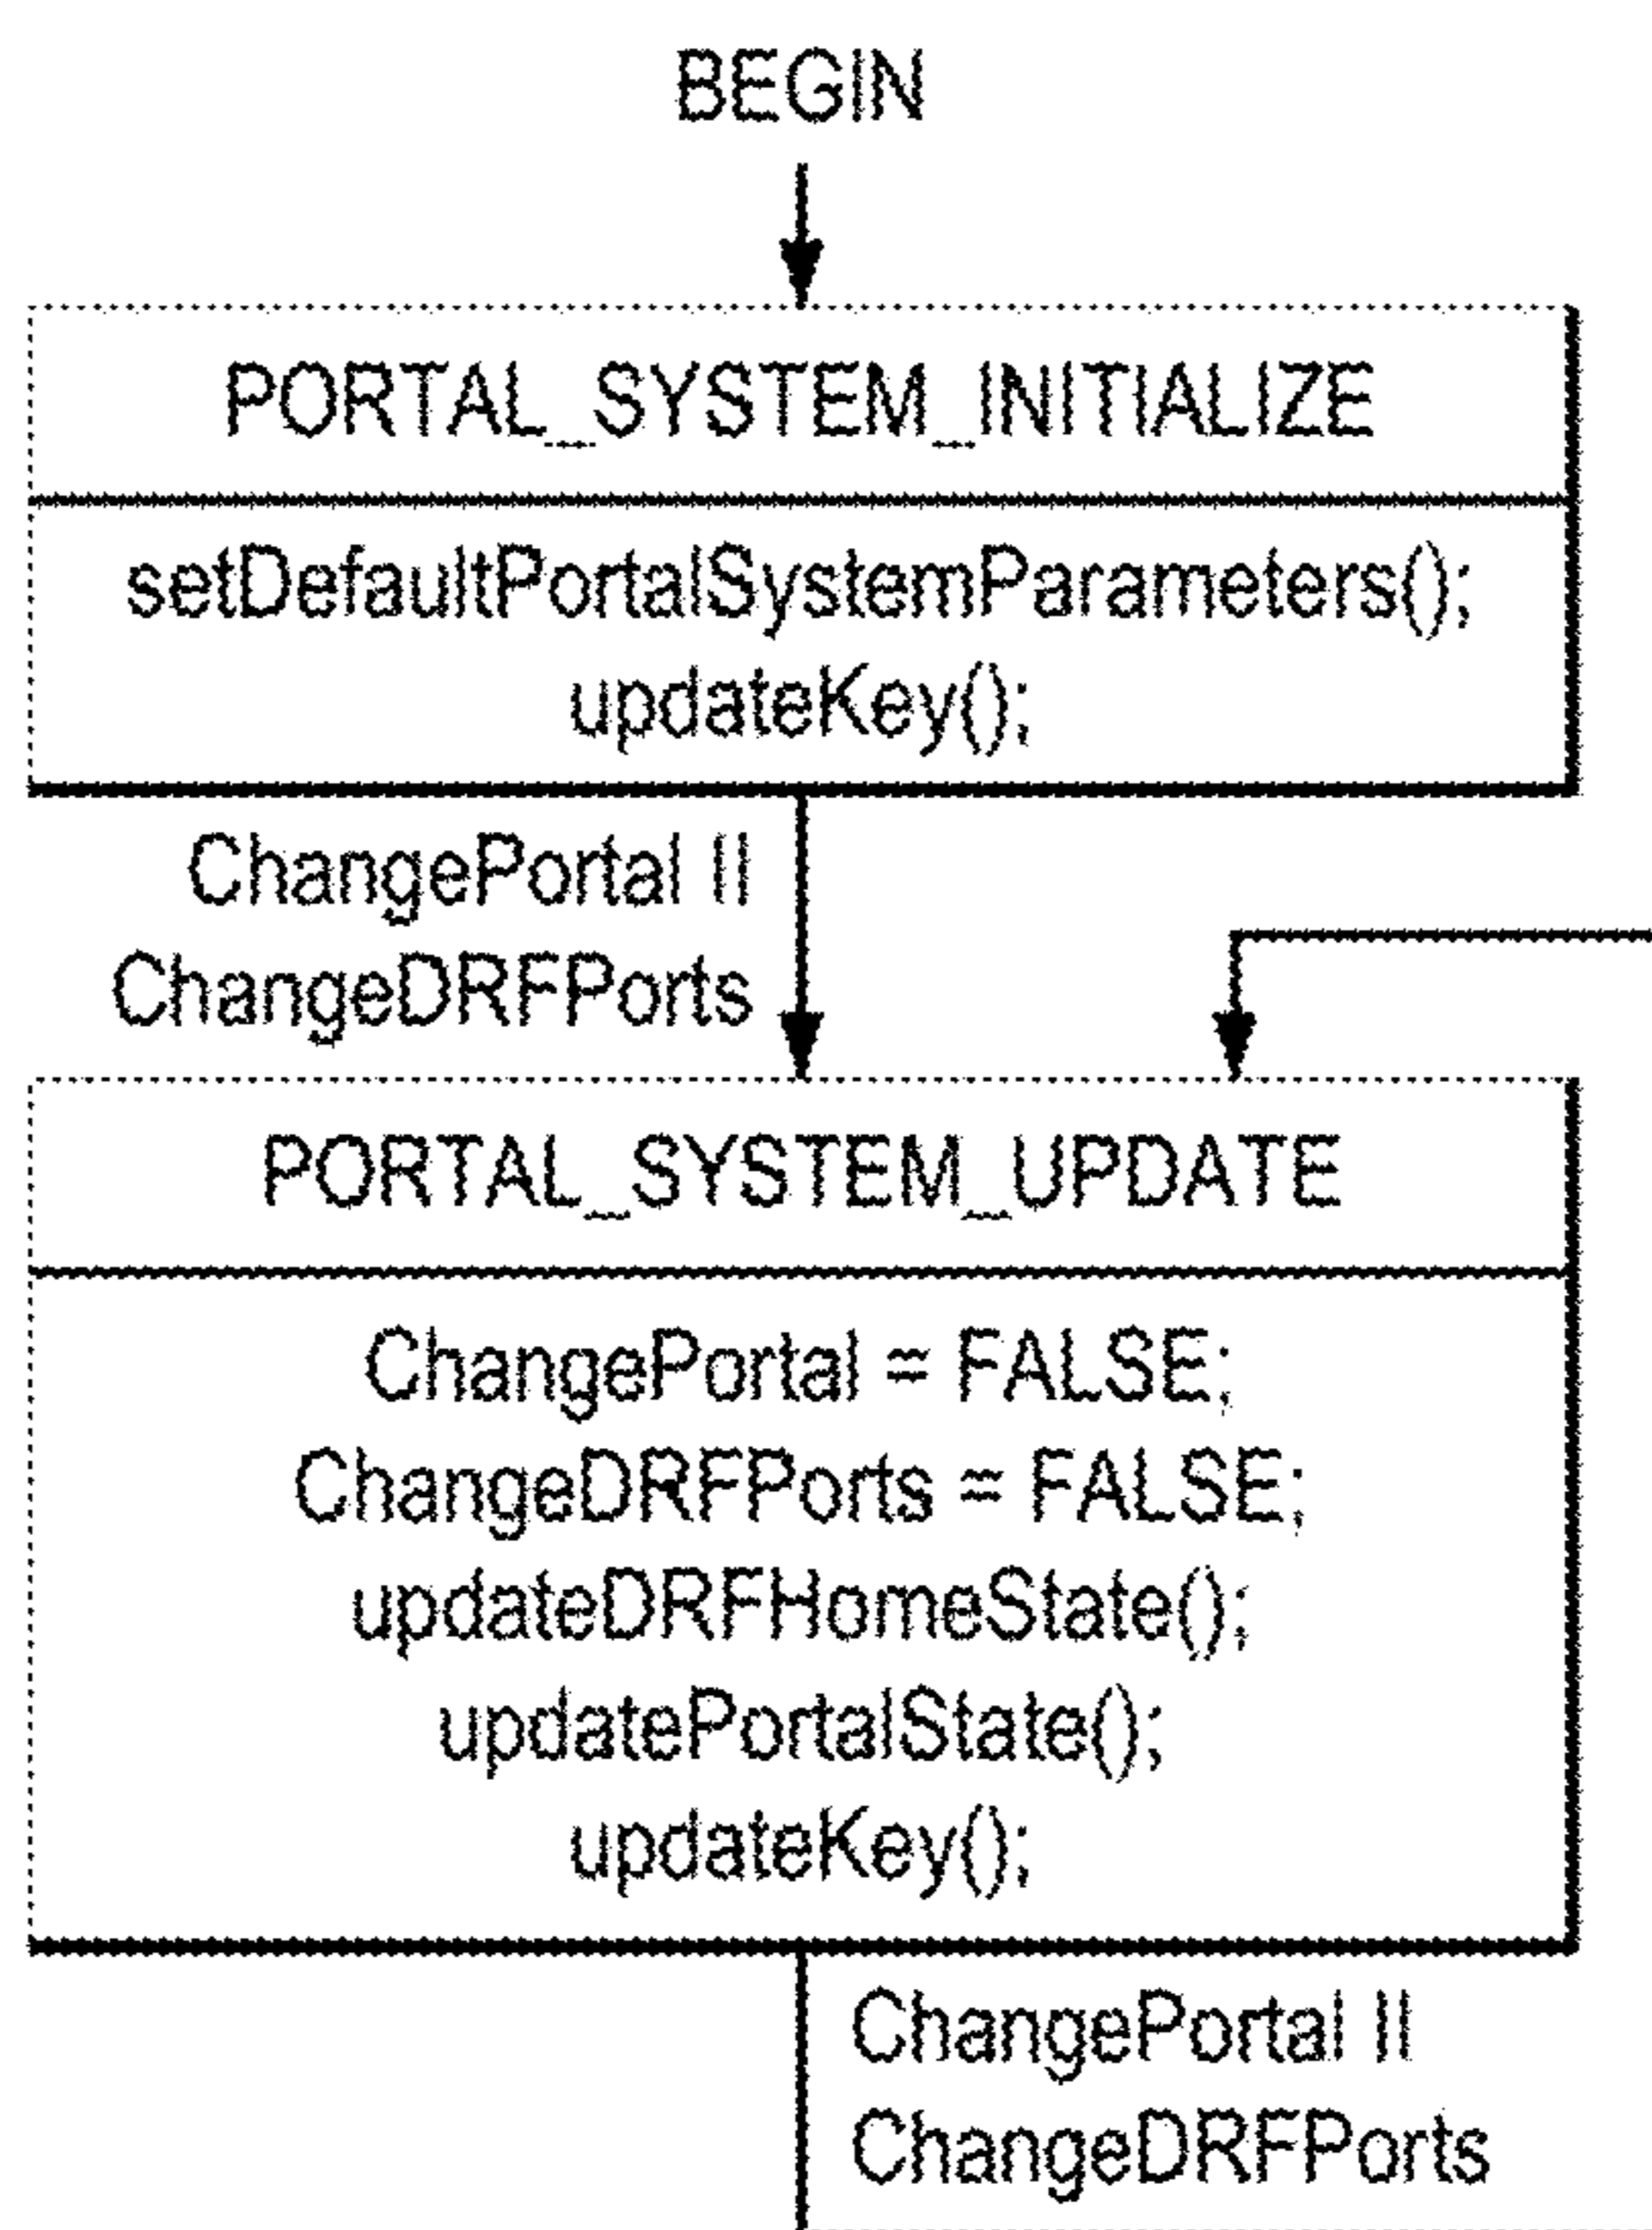 BEGIN
PORTAL_SYSTEM_INITIALIZE
setDefaultPortalSystemParameters();
updateKey();
ChangePortal ||
ChangeDRFPorts
PORTAL_SYSTEM_UPDATE
ChangePortal = FALSE;
ChangeDRFPorts = FALSE;
updateDRFHomeState();
updatePortalState();
updateKey();
ChangePortal ||
ChangeDRFPorts